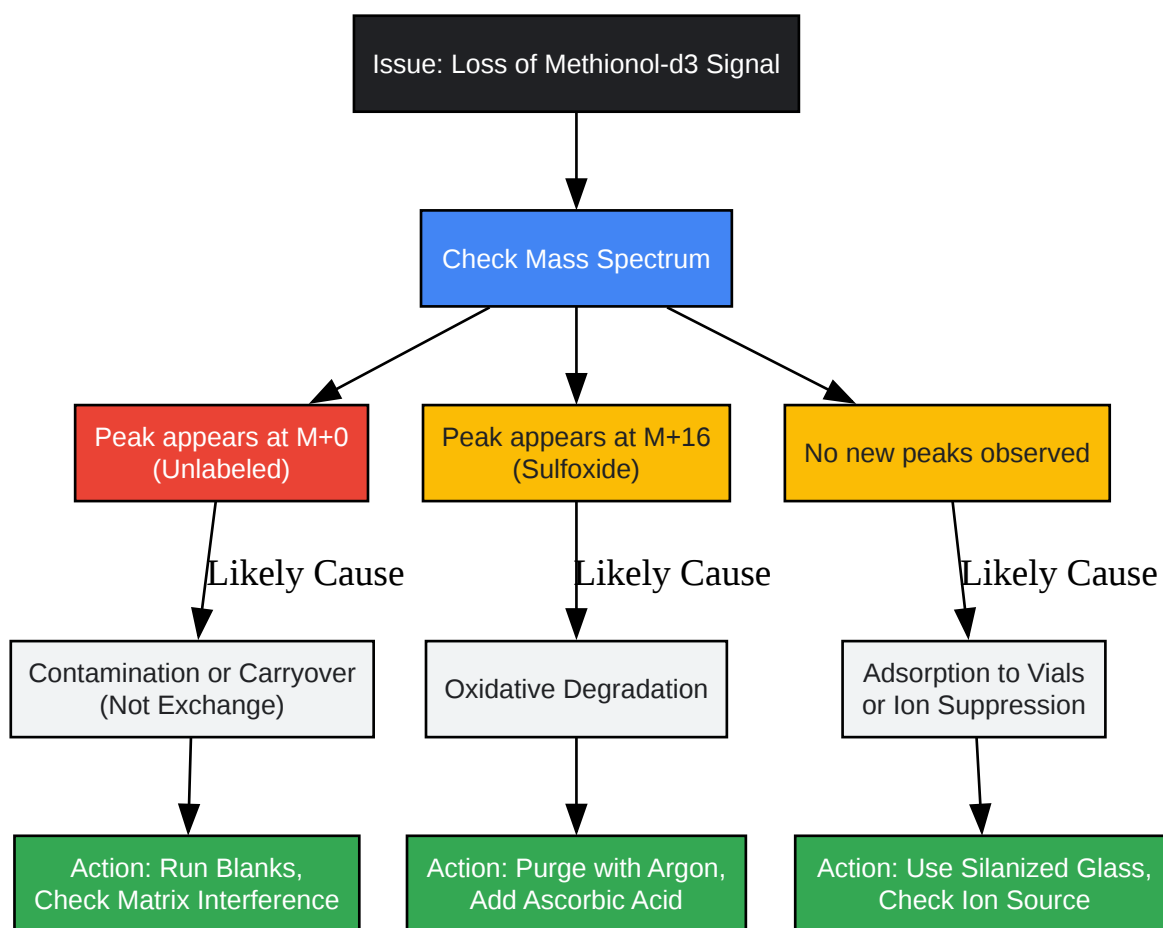 Issue: Loss of Methionol-d3 Signal
Check Mass Spectrum
Peak appears at M+0
(Unlabeled)
Peak appears at M+16
(Sulfoxide)
No new peaks observed
Likely Cause
Likely Cause
Likely Cause
Contamination or Carryover
(Not Exchange)
Oxidative Degradation
Adsorption to Vials
or Ion Suppression
Action: Run Blanks,
Check Matrix Interference
Action: Purge with Argon,
Add Ascorbic Acid
Action: Use Silanized Glass,
Check Ion Source